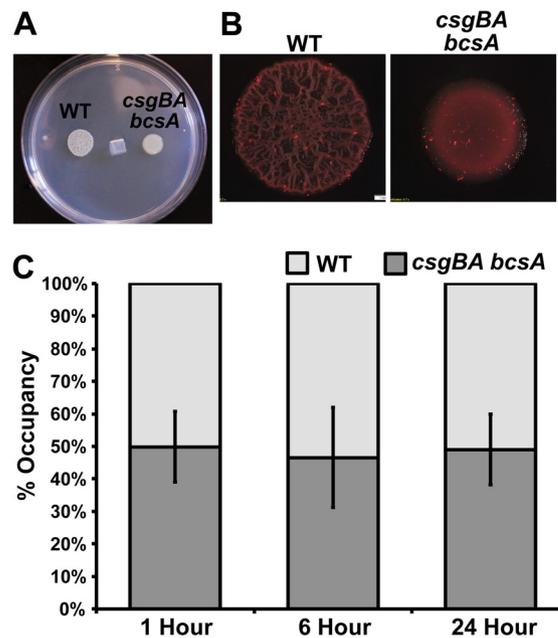 A
B
WT
csgBA
bcsA
WT
csgBA
bcsA
C
WT
csgBA bcsA
100%
90%
80%
70%
60%
50%
40%
30%
20%
10%
0%
% Occupancy
1 Hour
6 Hour
24 Hour